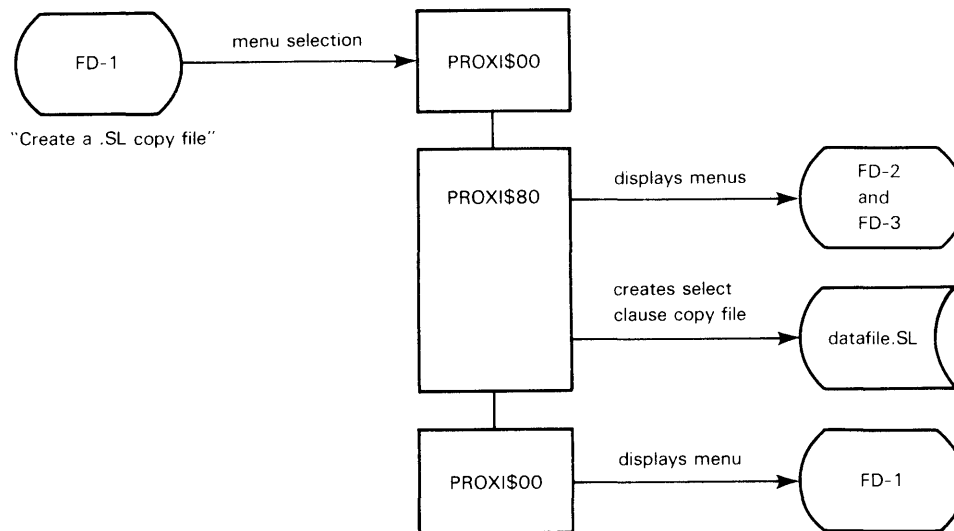 FD-1
menu selection
PROXI$00
"Create a .SL copy file"
PROXI$80
displays menus
FD-2
and
FD-3
creates select
clause copy file
datafile.SL
PROXI$00
displays menu
FD-1